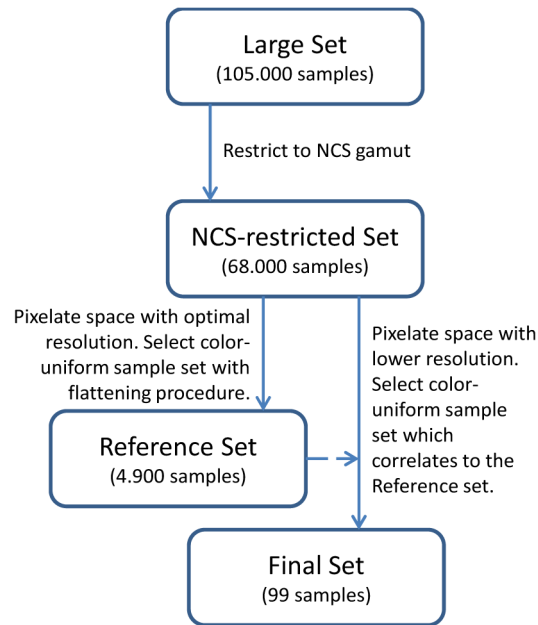 Large Set
(105.000 samples)
Restrict to NCS gamut
NCS-restricted Set
(68.000 samples)
Pixelate space with optimal
resolution. Select color-
uniform sample set with
flattening procedure.
Pixelate space with
lower resolution.
Select color-
uniform sample
set which
correlates to the
Reference set.
Reference Set
(4.900 samples)
Final Set
(99 samples)